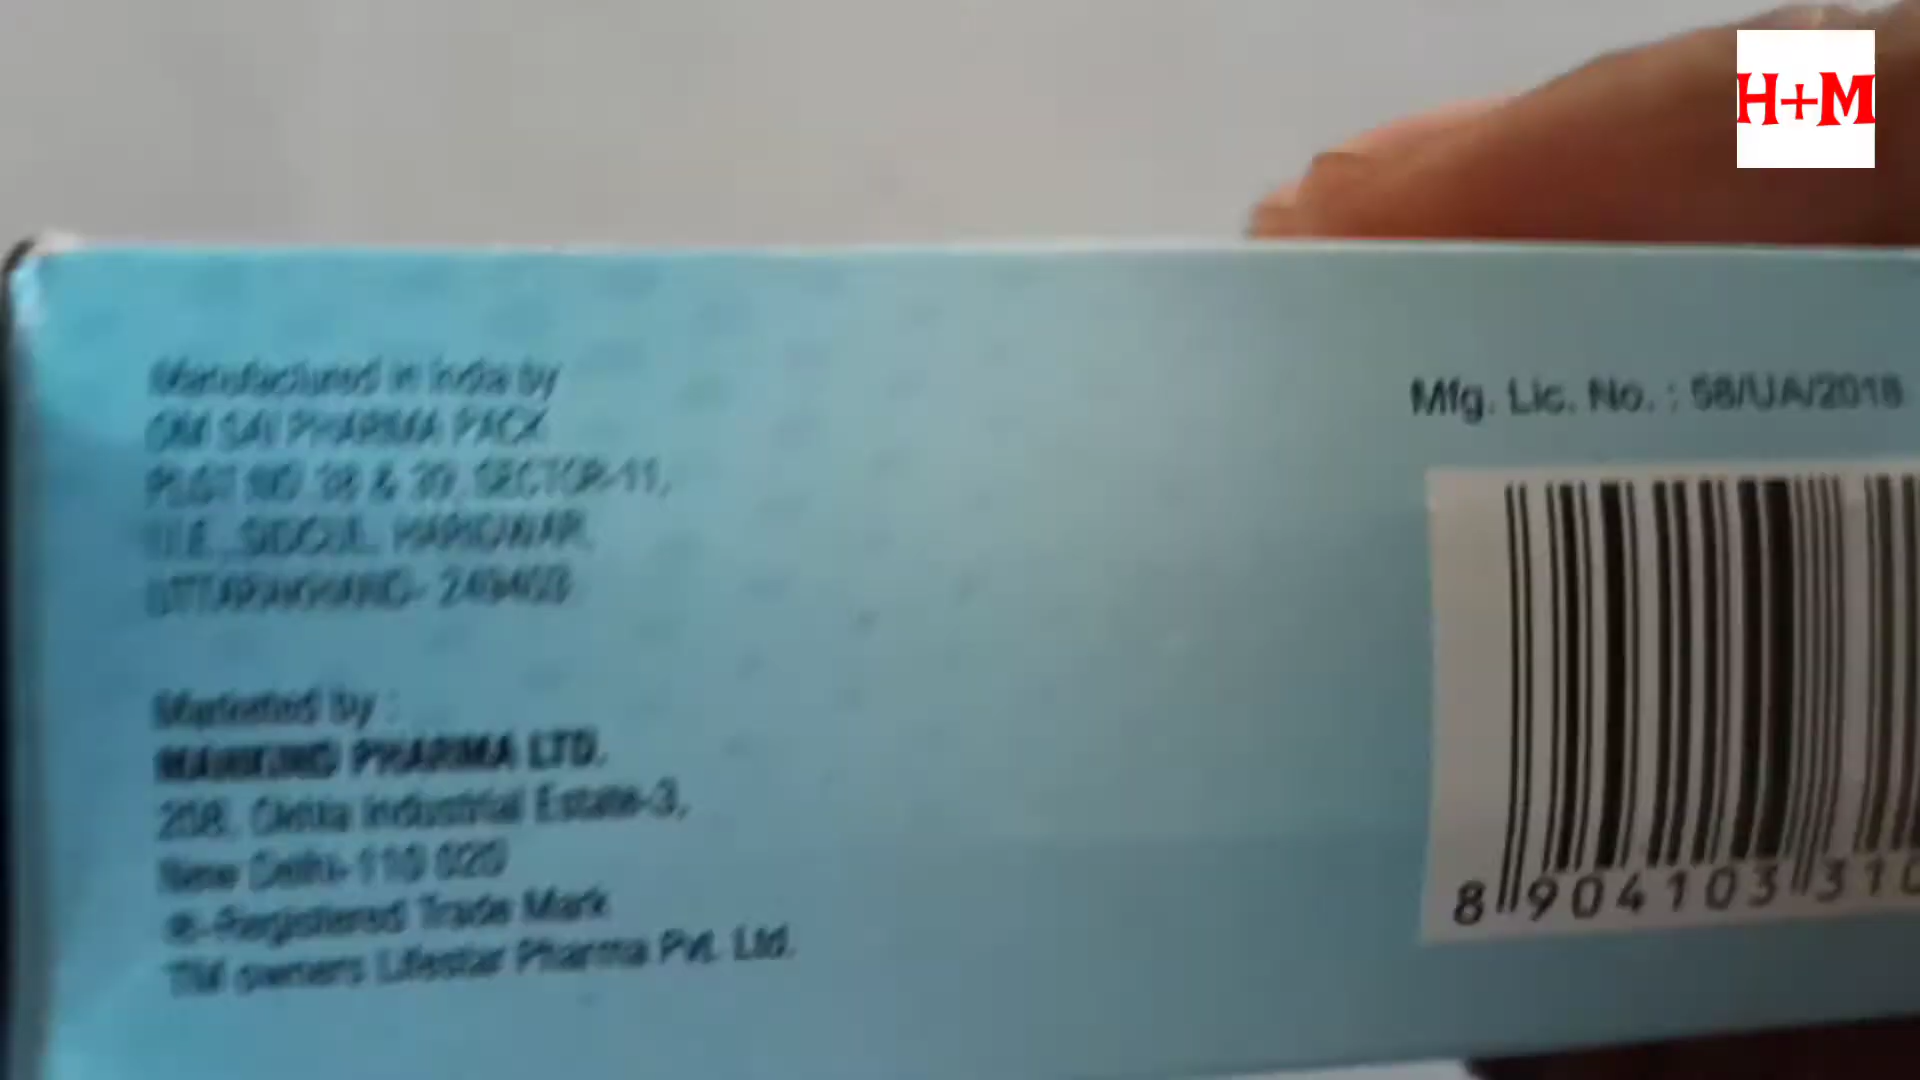 H+M
Manufactured in India by
OM SAI PHARMA PACK
PLOT NO 38 & 39, SECTOR-11,
I.I.E., SIDCUL, HARIDWAR,
UTTARAKHAND- 249403
Marketed by :
MANKIND PHARMA LTD.
208, Okhla Industrial Estate-3,
New Delhi-110 020
®-Registered Trade Mark
TM owners Lifestar Pharma Pvt. Ltd.
Mfg. Lic. No. : 58/UA/2018
8 904103 310